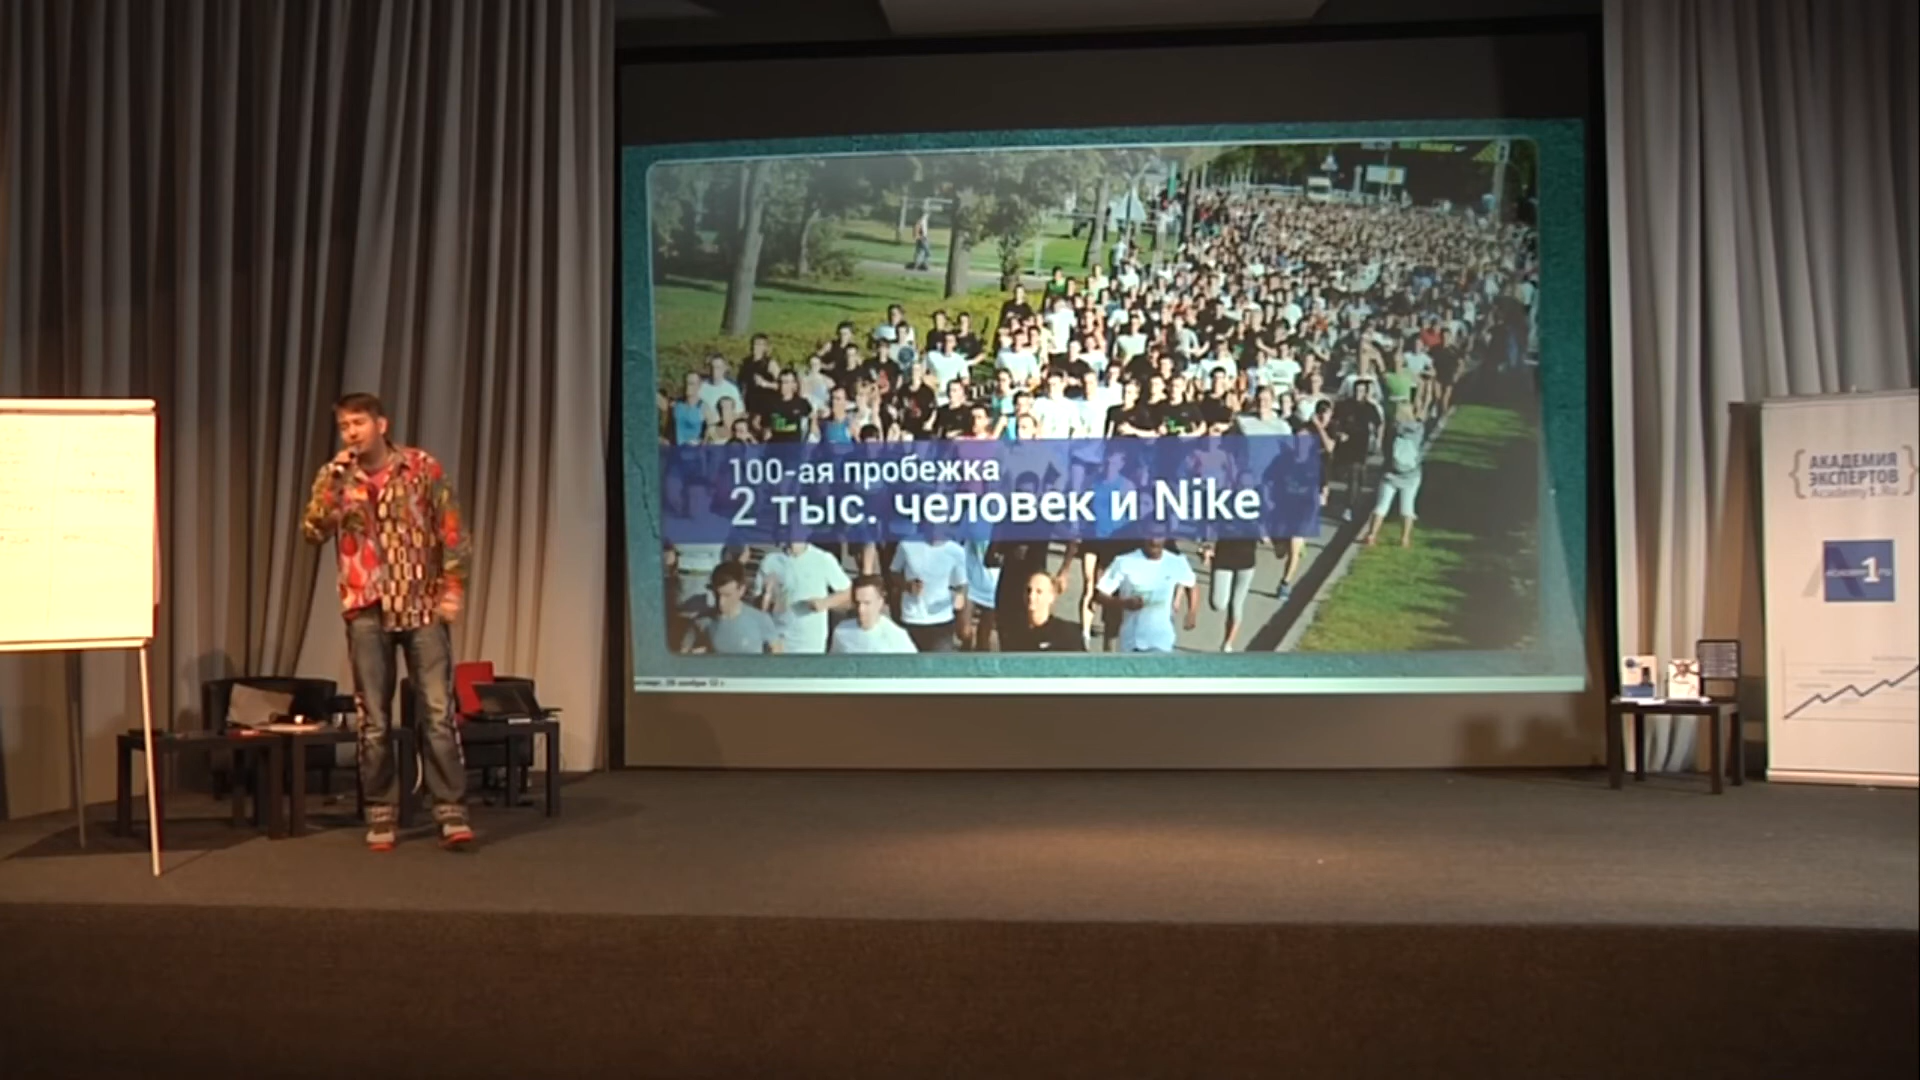 100-ая пробежка
2 тыс. человек и Nike
АКАДЕМИЯ
ЭКСПЕРТОВ
Academy1.Ru